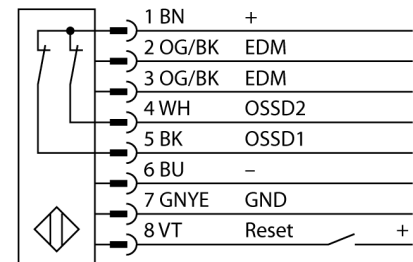 1 BN +
2 OG/BK EDM
3 OG/BK EDM
4 WH OSSD2
5 BK OSSD1
6 BU –
7 GNYE GND
8 VT Reset +